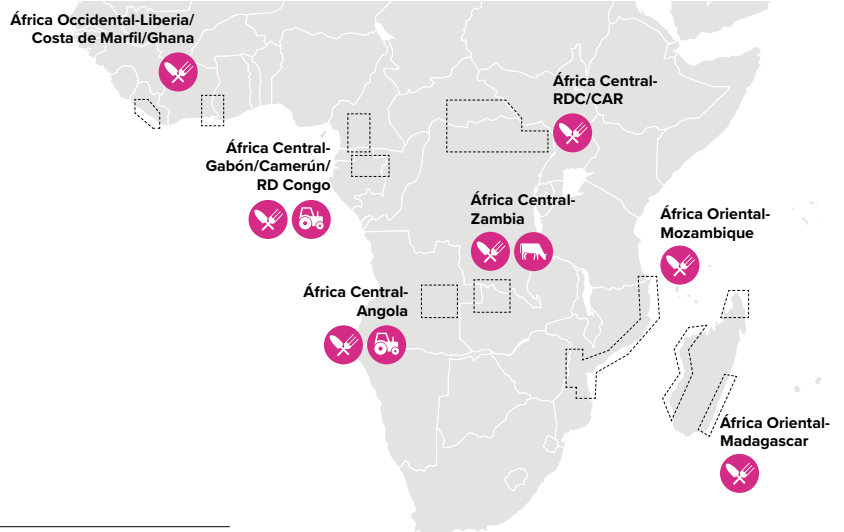 África Occidental-Liberia/
Costa de Marfil/Ghana
África Central-
RDC/CAR
África Central-
Gabón/Camerún/
RD Congo
África Central-
Zambia
África Oriental-
Mozambique
África Central-
Angola
África Oriental-
Madagascar